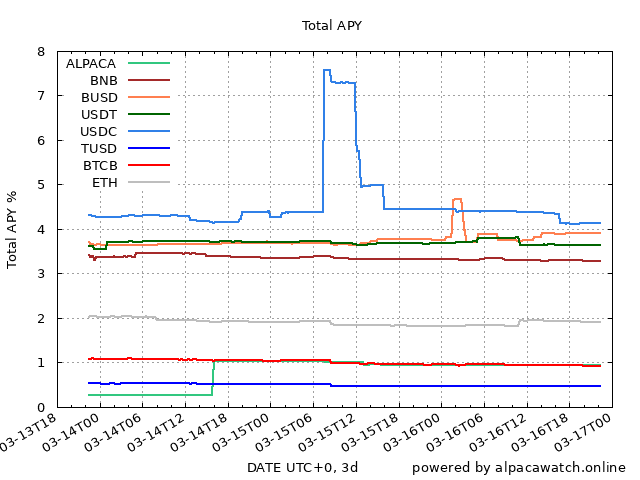 Total APY
8
7
6
5
4
3
2
1
0
Total APY %
ALPACA
BNB
BUSD
USDT
USDC
TUSD
BTCB
ETH
03-13T18
03-14T00
03-14T06
03-14T12
03-14T18
03-15T00
03-15T06
03-15T12
03-15T18
03-16T00
03-16T06
03-16T12
03-16T18
03-17T00
DATE UTC+0, 3d
powered by alpacawatch.online